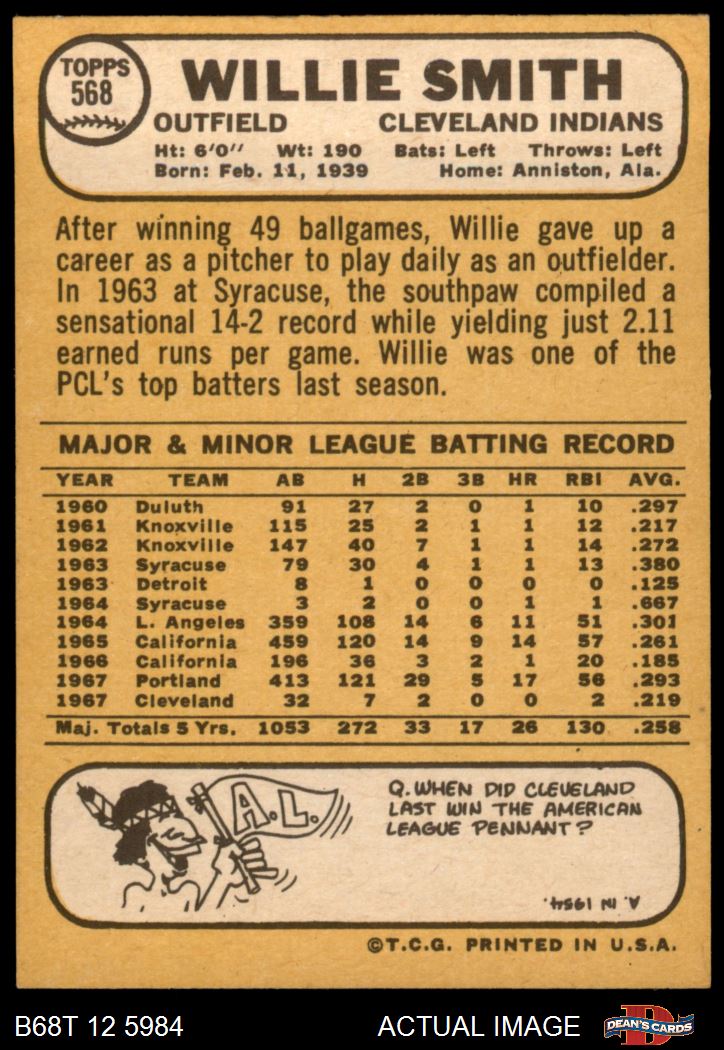 TOPPS
568
WILLIE SMITH
OUTFIELD CLEVELAND INDIANS
Ht: 6'0" Wt: 190 Bats: Left Throws: Left
Born: Feb. 11, 1939 Home: Anniston, Ala.
After winning 49 ballgames, Willie gave up a
career as a pitcher to play daily as an outfielder.
In 1963 at Syracuse, the southpaw compiled a
sensational 14-2 record while yielding just 2.11
earned runs per game. Willie was one of the
PCL's top batters last season.
MAJOR & MINOR LEAGUE BATTING RECORD
YEAR TEAM AB H 2B 3B HR RBI AVG.
1960 Duluth 91 27 2 0 1 10 .297
1961 Knoxville 115 25 2 1 1 12 .217
1962 Knoxville 147 40 7 1 1 14 .272
1963 Syracuse 79 30 4 1 1 13 .380
1963 Detroit 8 1 0 0 0 0 .125
1964 Syracuse 3 2 0 0 1 1 .667
1964 L. Angeles 359 108 14 6 11 51 .301
1965 California 459 120 14 9 14 57 .261
1966 California 196 36 3 2 1 20 .185
1967 Portland 413 121 29 5 17 56 .293
1967 Cleveland 32 7 2 0 0 2 .219
Maj. Totals 5 Yrs. 1053 272 33 17 26 130 .258
A.L.
Q. WHEN DID CLEVELAND
LAST WIN THE AMERICAN
LEAGUE PENNANT?
A. IN 1954.
©T.C.G. PRINTED IN U.S.A.
B68T 12 5984 ACTUAL IMAGE
D
DEAN'S CARDS